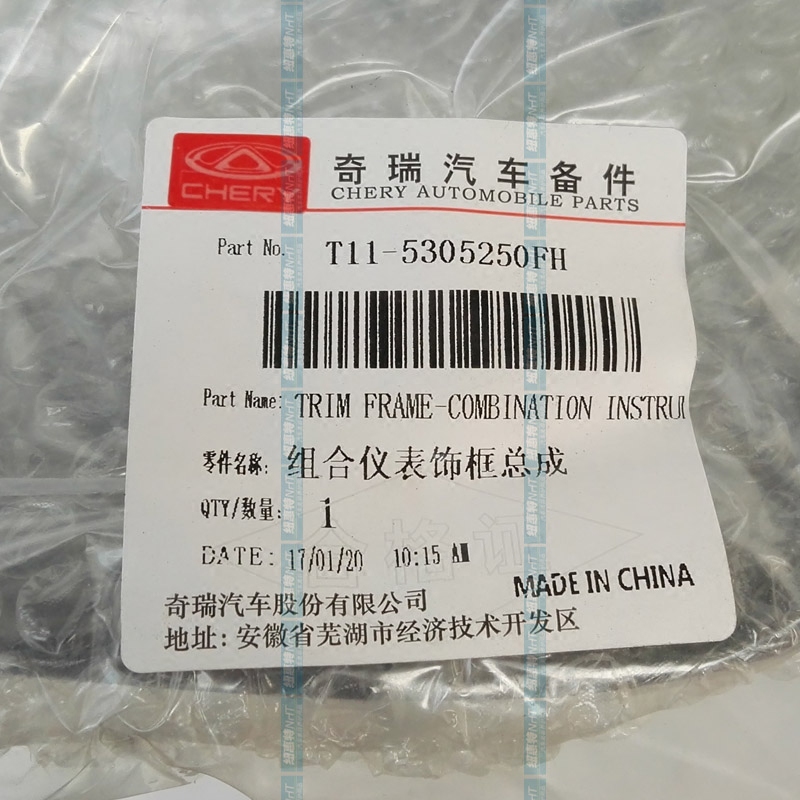 CHERY
奇瑞汽车备件
CHERY AUTOMOBILE PARTS
Part No. T11-5305250FH
Part Name: TRIM FRAME-COMBINATION INSTRU
零件名称: 组合仪表饰框总成
QTY/数量: 1
合格证
DATE: 17/01/20 10:15 AM
MADE IN CHINA
奇瑞汽车股份有限公司
地址: 安徽省芜湖市经济技术开发区